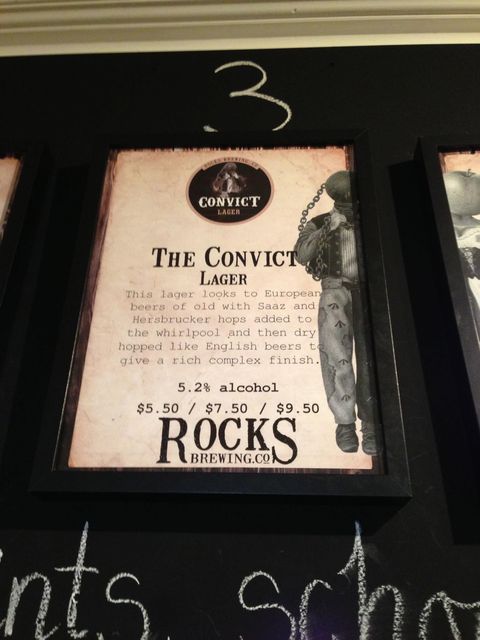 3
ROCKS BREWING CO
CONVICT
LAGER
THE CONVICT
LAGER
This lager looks to European
beers of old with Saaz and
Hersbrucker hops added to
the whirlpool and then dry
hopped like English beers to
give a rich complex finish.
5.2% alcohol
$5.50 / $7.50 / $9.50
ROCKS
BREWING.CO
nts scho